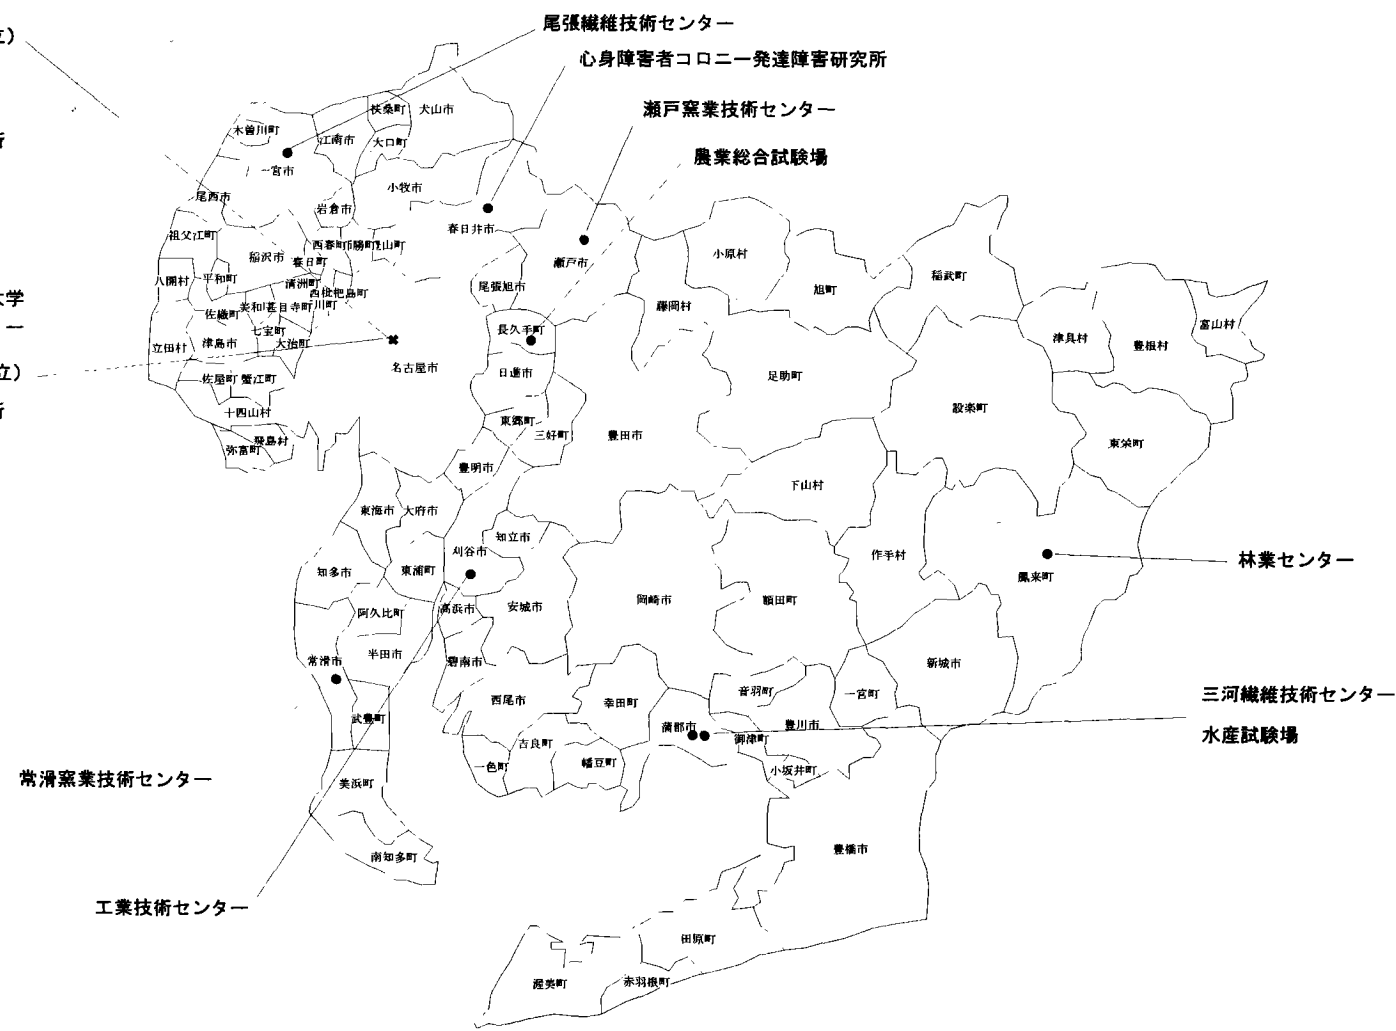 立)
尾張繊維技術センター
心身障害者コロニー発達障害研究所
瀬戸窯業技術センター
農業総合試験場
所
大学
ー
立)
所
扶桑町
犬山市
木曽川町
江南市
大口町
一宮市
小牧市
尾西市
岩倉市
春日井市
祖父江町
西春町
稲沢市
春日町
瀬戸市
小原村
稲武町
八開村
平和町
清洲町
西枇杷島町
尾張旭市
旭町
藤岡村
佐織町
美和
甚目寺町
川町
富山村
七宝町
長久手町
津具村
豊根村
立田村
津島市
大治町
名古屋市
日進市
足助町
佐屋町
蟹江町
設楽町
十四山村
東郷町
三好町
豊田市
飛島村
弥富町
東栄町
豊明市
下山村
東海市
大府市
知立市
刈谷市
作手村
林業センター
知多市
東浦町
鳳来町
阿久比町
高浜市
安城市
岡崎市
額田町
半田市
碧南市
常滑市
新城市
音羽町
一宮町
三河繊維技術センター
西尾市
幸田町
武豊町
蒲郡市
豊川市
水産試験場
吉良町
御津町
一色町
幡豆町
小坂井町
常滑窯業技術センター
美浜町
豊橋市
南知多町
工業技術センター
田原町
渥美町
赤羽根町